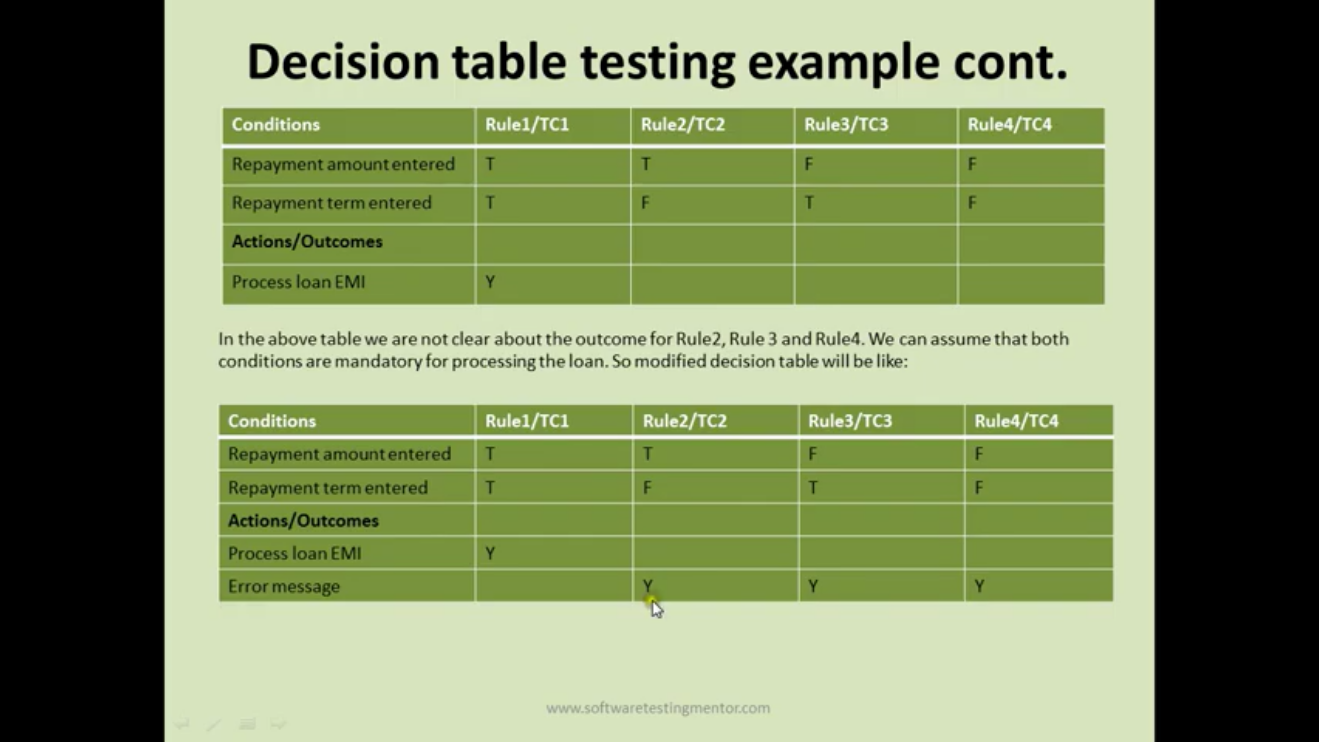 Decision table testing example cont.
Conditions Rule1/TC1 Rule2/TC2 Rule3/TC3 Rule4/TC4
Repayment amount entered T T F F
Repayment term entered T F T F
Actions/Outcomes
Process loan EMI Y
In the above table we are not clear about the outcome for Rule2, Rule 3 and Rule4. We can assume that both
conditions are mandatory for processing the loan. So modified decision table will be like:
Conditions Rule1/TC1 Rule2/TC2 Rule3/TC3 Rule4/TC4
Repayment amount entered T T F F
Repayment term entered T F T F
Actions/Outcomes
Process loan EMI Y
Error message Y Y Y
www.softwaretestingmentor.com